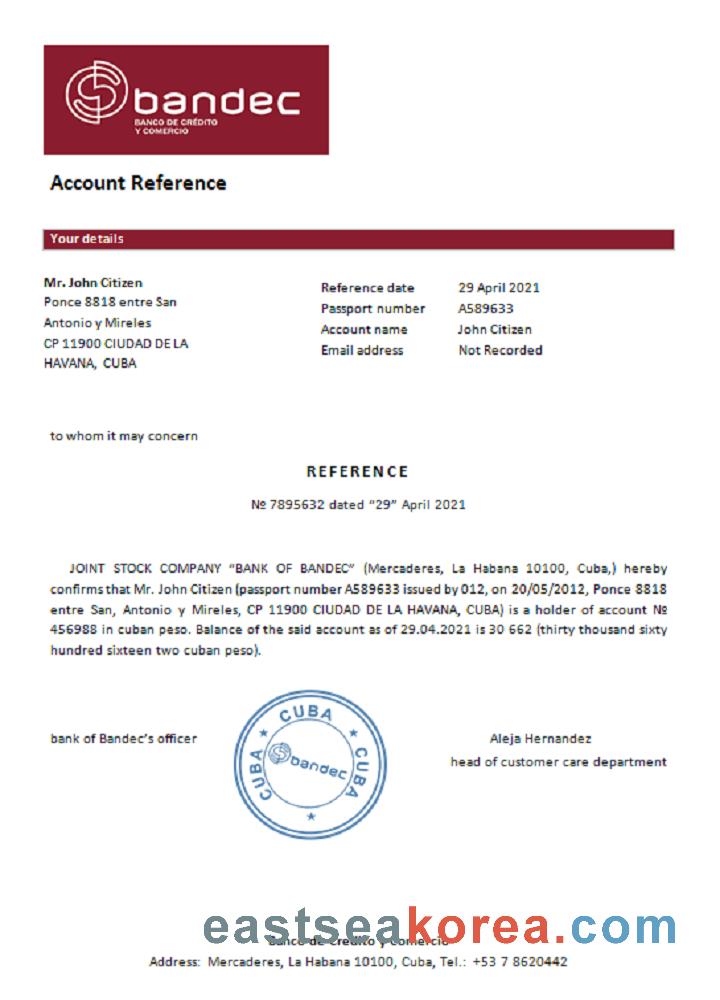 bandec
BANCO DE CRÉDITO
Y COMERCIO
Account Reference
Your details
Mr. John Citizen
Ponce 8818 entre San
Antonio y Mireles
CP 11900 CIUDAD DE LA
HAVANA, CUBA
Reference date 29 April 2021
Passport number A589633
Account name John Citizen
Email address Not Recorded
to whom it may concern
REFERENCE
№ 7895632 dated "29" April 2021
JOINT STOCK COMPANY "BANK OF BANDEC" (Mercaderes, La Habana 10100, Cuba,) hereby
confirms that Mr. John Citizen (passport number A589633 issued by 012, on 20/05/2012, Ponce 8818
entre San, Antonio y Mireles, CP 11900 CIUDAD DE LA HAVANA, CUBA) is a holder of account №
456988 in cuban peso. Balance of the said account as of 29.04.2021 is 30 662 (thirty thousand sixty
hundred sixteen two cuban peso).
bank of Bandec's officer
CUBA
CUBA
CUBA
bandec
Aleja Hernandez
head of customer care department
eastseakorea.com
Banco de Crédito y Comercio
Address: Mercaderes, La Habana 10100, Cuba, Tel.: +53 7 8620442